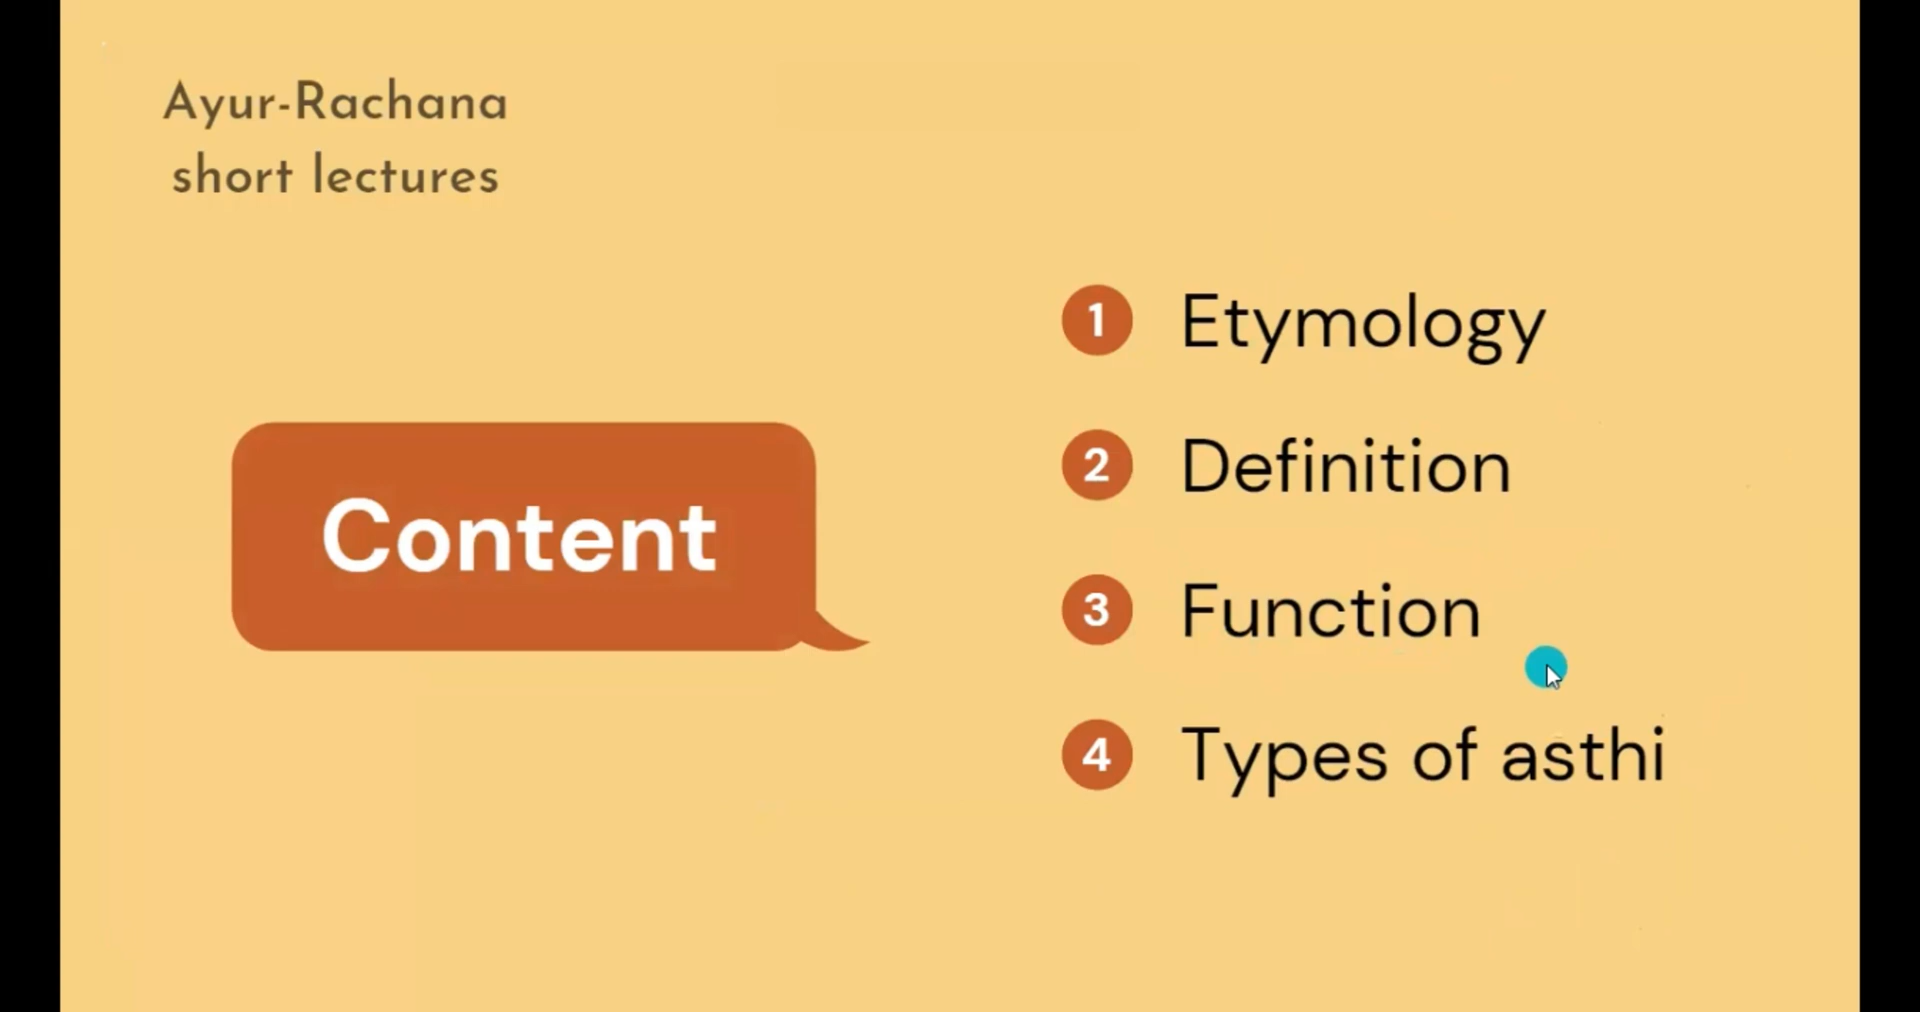 Ayur-Rachana
short lectures
Content
1 Etymology
2 Definition
3 Function
4 Types of asthi